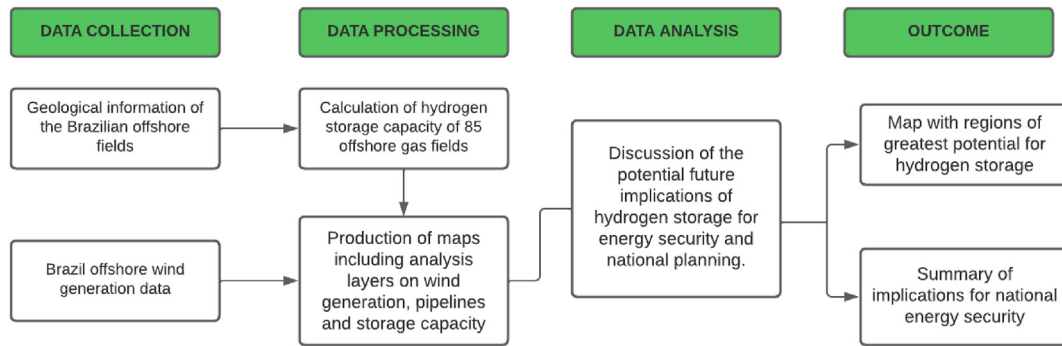 DATA COLLECTION
DATA PROCESSING
DATA ANALYSIS
OUTCOME
Geological information of
the Brazilian offshore
fields
Calculation of hydrogen
storage capacity of 85
offshore gas fields
Brazil offshore wind
generation data
Production of maps
including analysis
layers on wind
generation, pipelines
and storage capacity
Discussion of the
potential future
implications of
hydrogen storage for
energy security and
national planning.
Map with regions of
greatest potential for
hydrogen storage
Summary of
implications for national
energy security